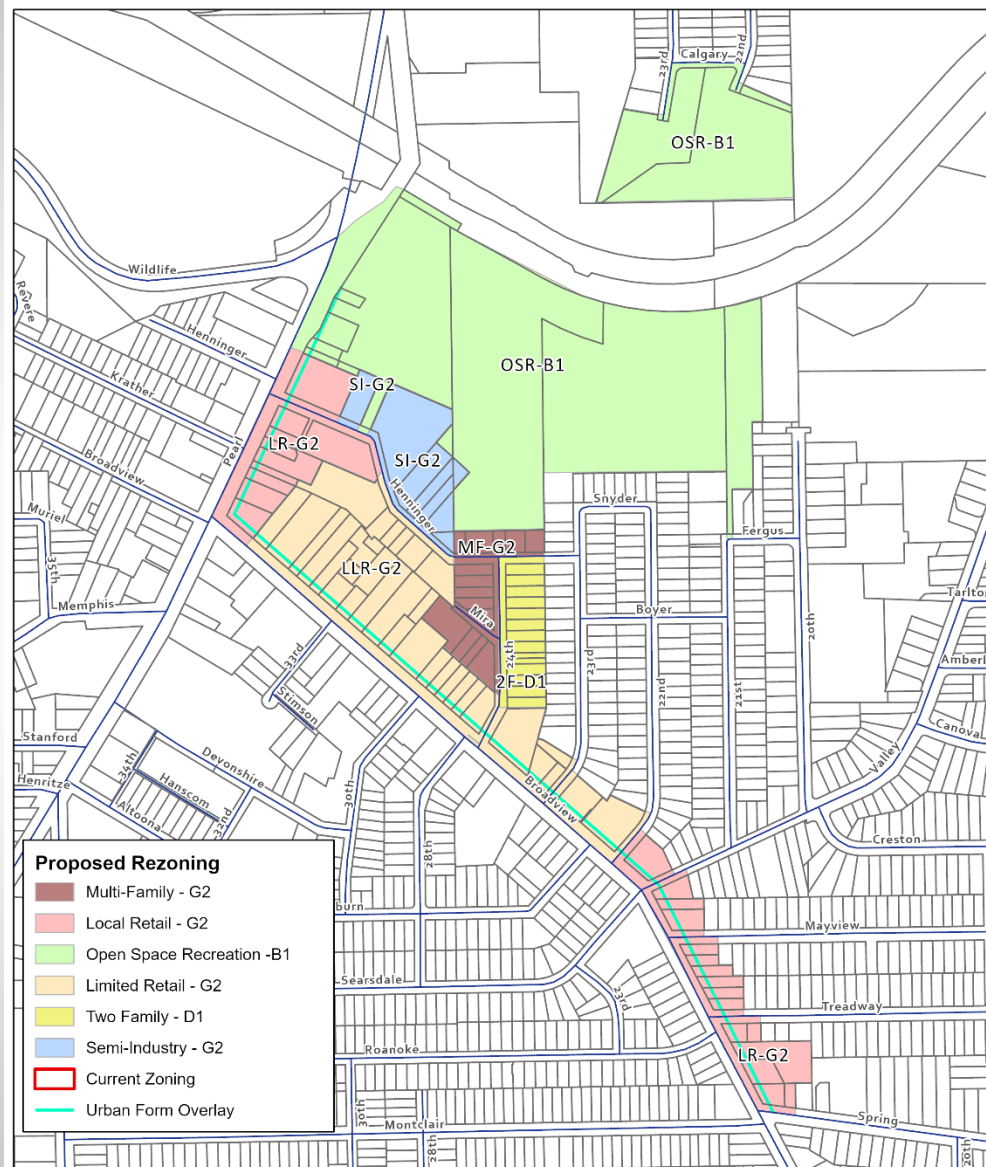 Calgary
23rd
22nd
OSR-B1
Wildlife
Revere
Henninger
Krather
Broadview
Pearl
Muriel
35th
Memphis
OSR-B1
SI-G2
LR-G2
SI-G2
Henninger
MF-G2
LLR-G2
Mira
24th
2F-D1
Snyder
Fergus
Boyer
23rd
22nd
21st
20th
Tarlton
Amberl
Canova
Valley
Creston
33rd
Stimson
Stanford
Henritze
34th
Devonshire
Hanscom
Altoona
32nd
30th
28th
Broadview
burn
Searsdale
23rd
Roanoke
30th
Montclair
28th
Mayview
Treadway
LR-G2
Spring
20th
Proposed Rezoning
Multi-Family - G2
Local Retail - G2
Open Space Recreation -B1
Limited Retail - G2
Two Family - D1
Semi-Industry - G2
Current Zoning
Urban Form Overlay